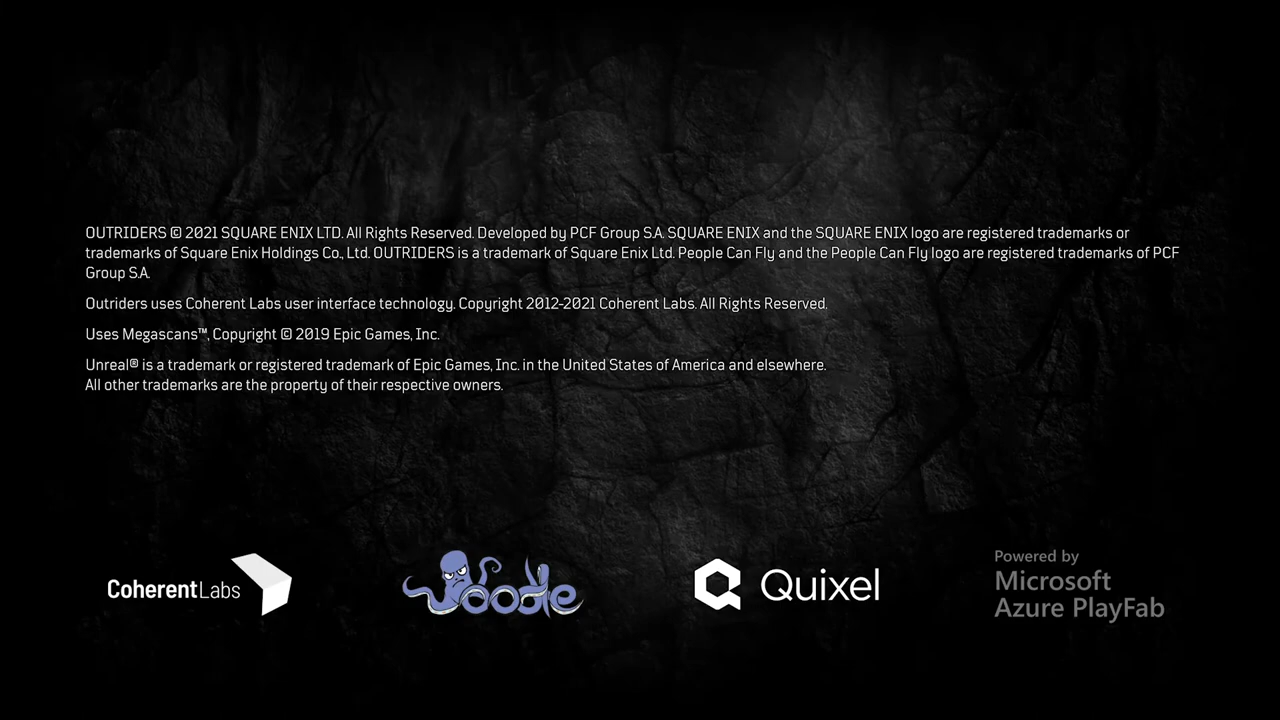 OUTRIDERS © 2021 SQUARE ENIX LTD. All Rights Reserved. Developed by PCF Group S.A. SQUARE ENIX and the SQUARE ENIX logo are registered trademarks or
trademarks of Square Enix Holdings Co., Ltd. OUTRIDERS is a trademark of Square Enix Ltd. People Can Fly and the People Can Fly logo are registered trademarks of PCF
Group S.A.
Outriders uses Coherent Labs user interface technology. Copyright 2012-2021 Coherent Labs. All Rights Reserved.
Uses Megascans™, Copyright © 2019 Epic Games, Inc.
Unreal® is a trademark or registered trademark of Epic Games, Inc. in the United States of America and elsewhere.
All other trademarks are the property of their respective owners.
CoherentLabs
Oodle
Quixel
Powered by
Microsoft
Azure PlayFab